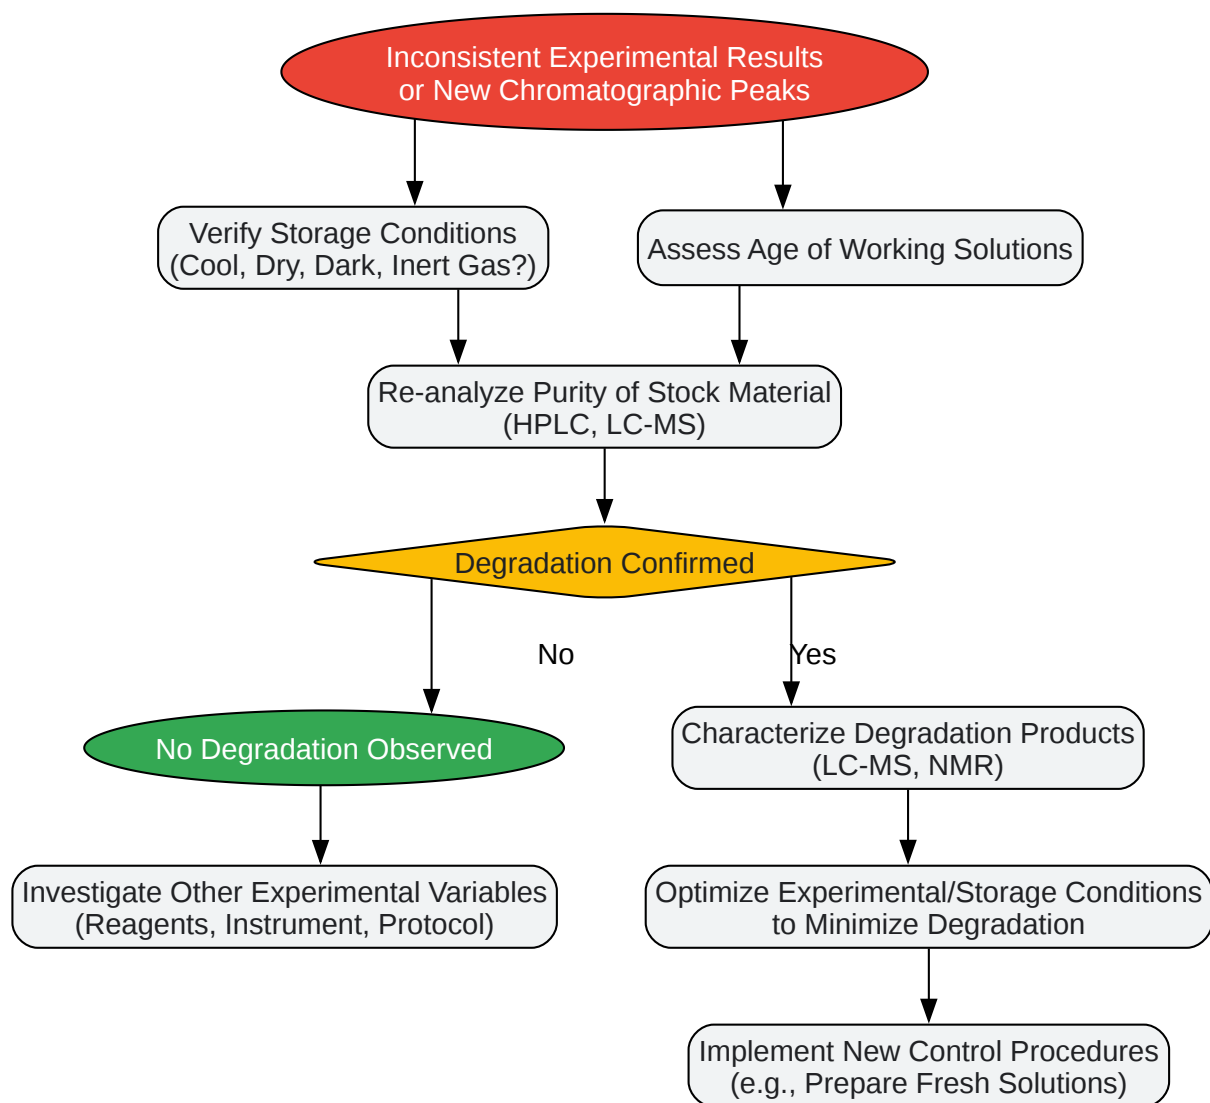 Inconsistent Experimental Results
or New Chromatographic Peaks
Verify Storage Conditions
(Cool, Dry, Dark, Inert Gas?)
Assess Age of Working Solutions
Re-analyze Purity of Stock Material
(HPLC, LC-MS)
Degradation Confirmed
No
Yes
No Degradation Observed
Characterize Degradation Products
(LC-MS, NMR)
Investigate Other Experimental Variables
(Reagents, Instrument, Protocol)
Optimize Experimental/Storage Conditions
to Minimize Degradation
Implement New Control Procedures
(e.g., Prepare Fresh Solutions)